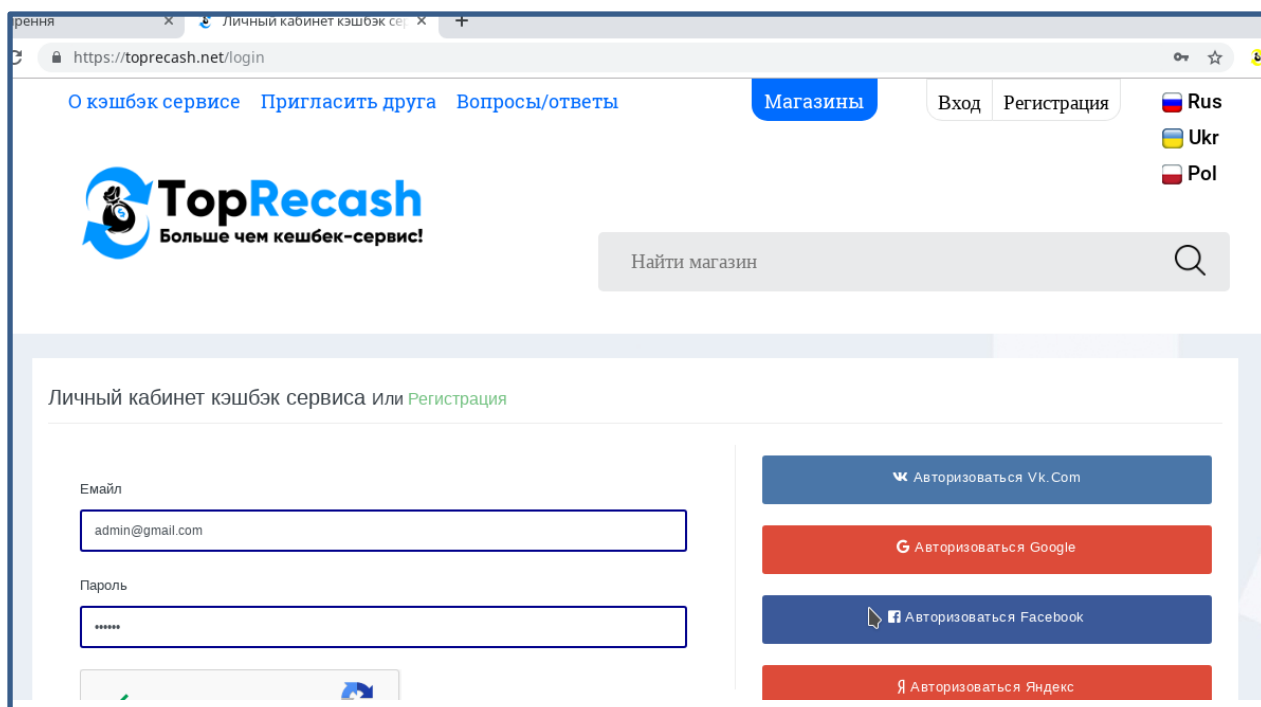 рення Личный кабинет кэшбэк се
https://toprecash.net/login
О кэшбэк сервисе Пригласить друга Вопросы/ответы Магазины Вход Регистрация Rus
Ukr
Pol
TopRecash
Больше чем кешбек-сервис!
Найти магазин
Личный кабинет кэшбэк сервиса Или Регистрация
Емайл
admin@gmail.com
Пароль
••••••
Авторизоваться Vk.Com
Авторизоваться Google
Авторизоваться Facebook
Авторизоваться Яндекс